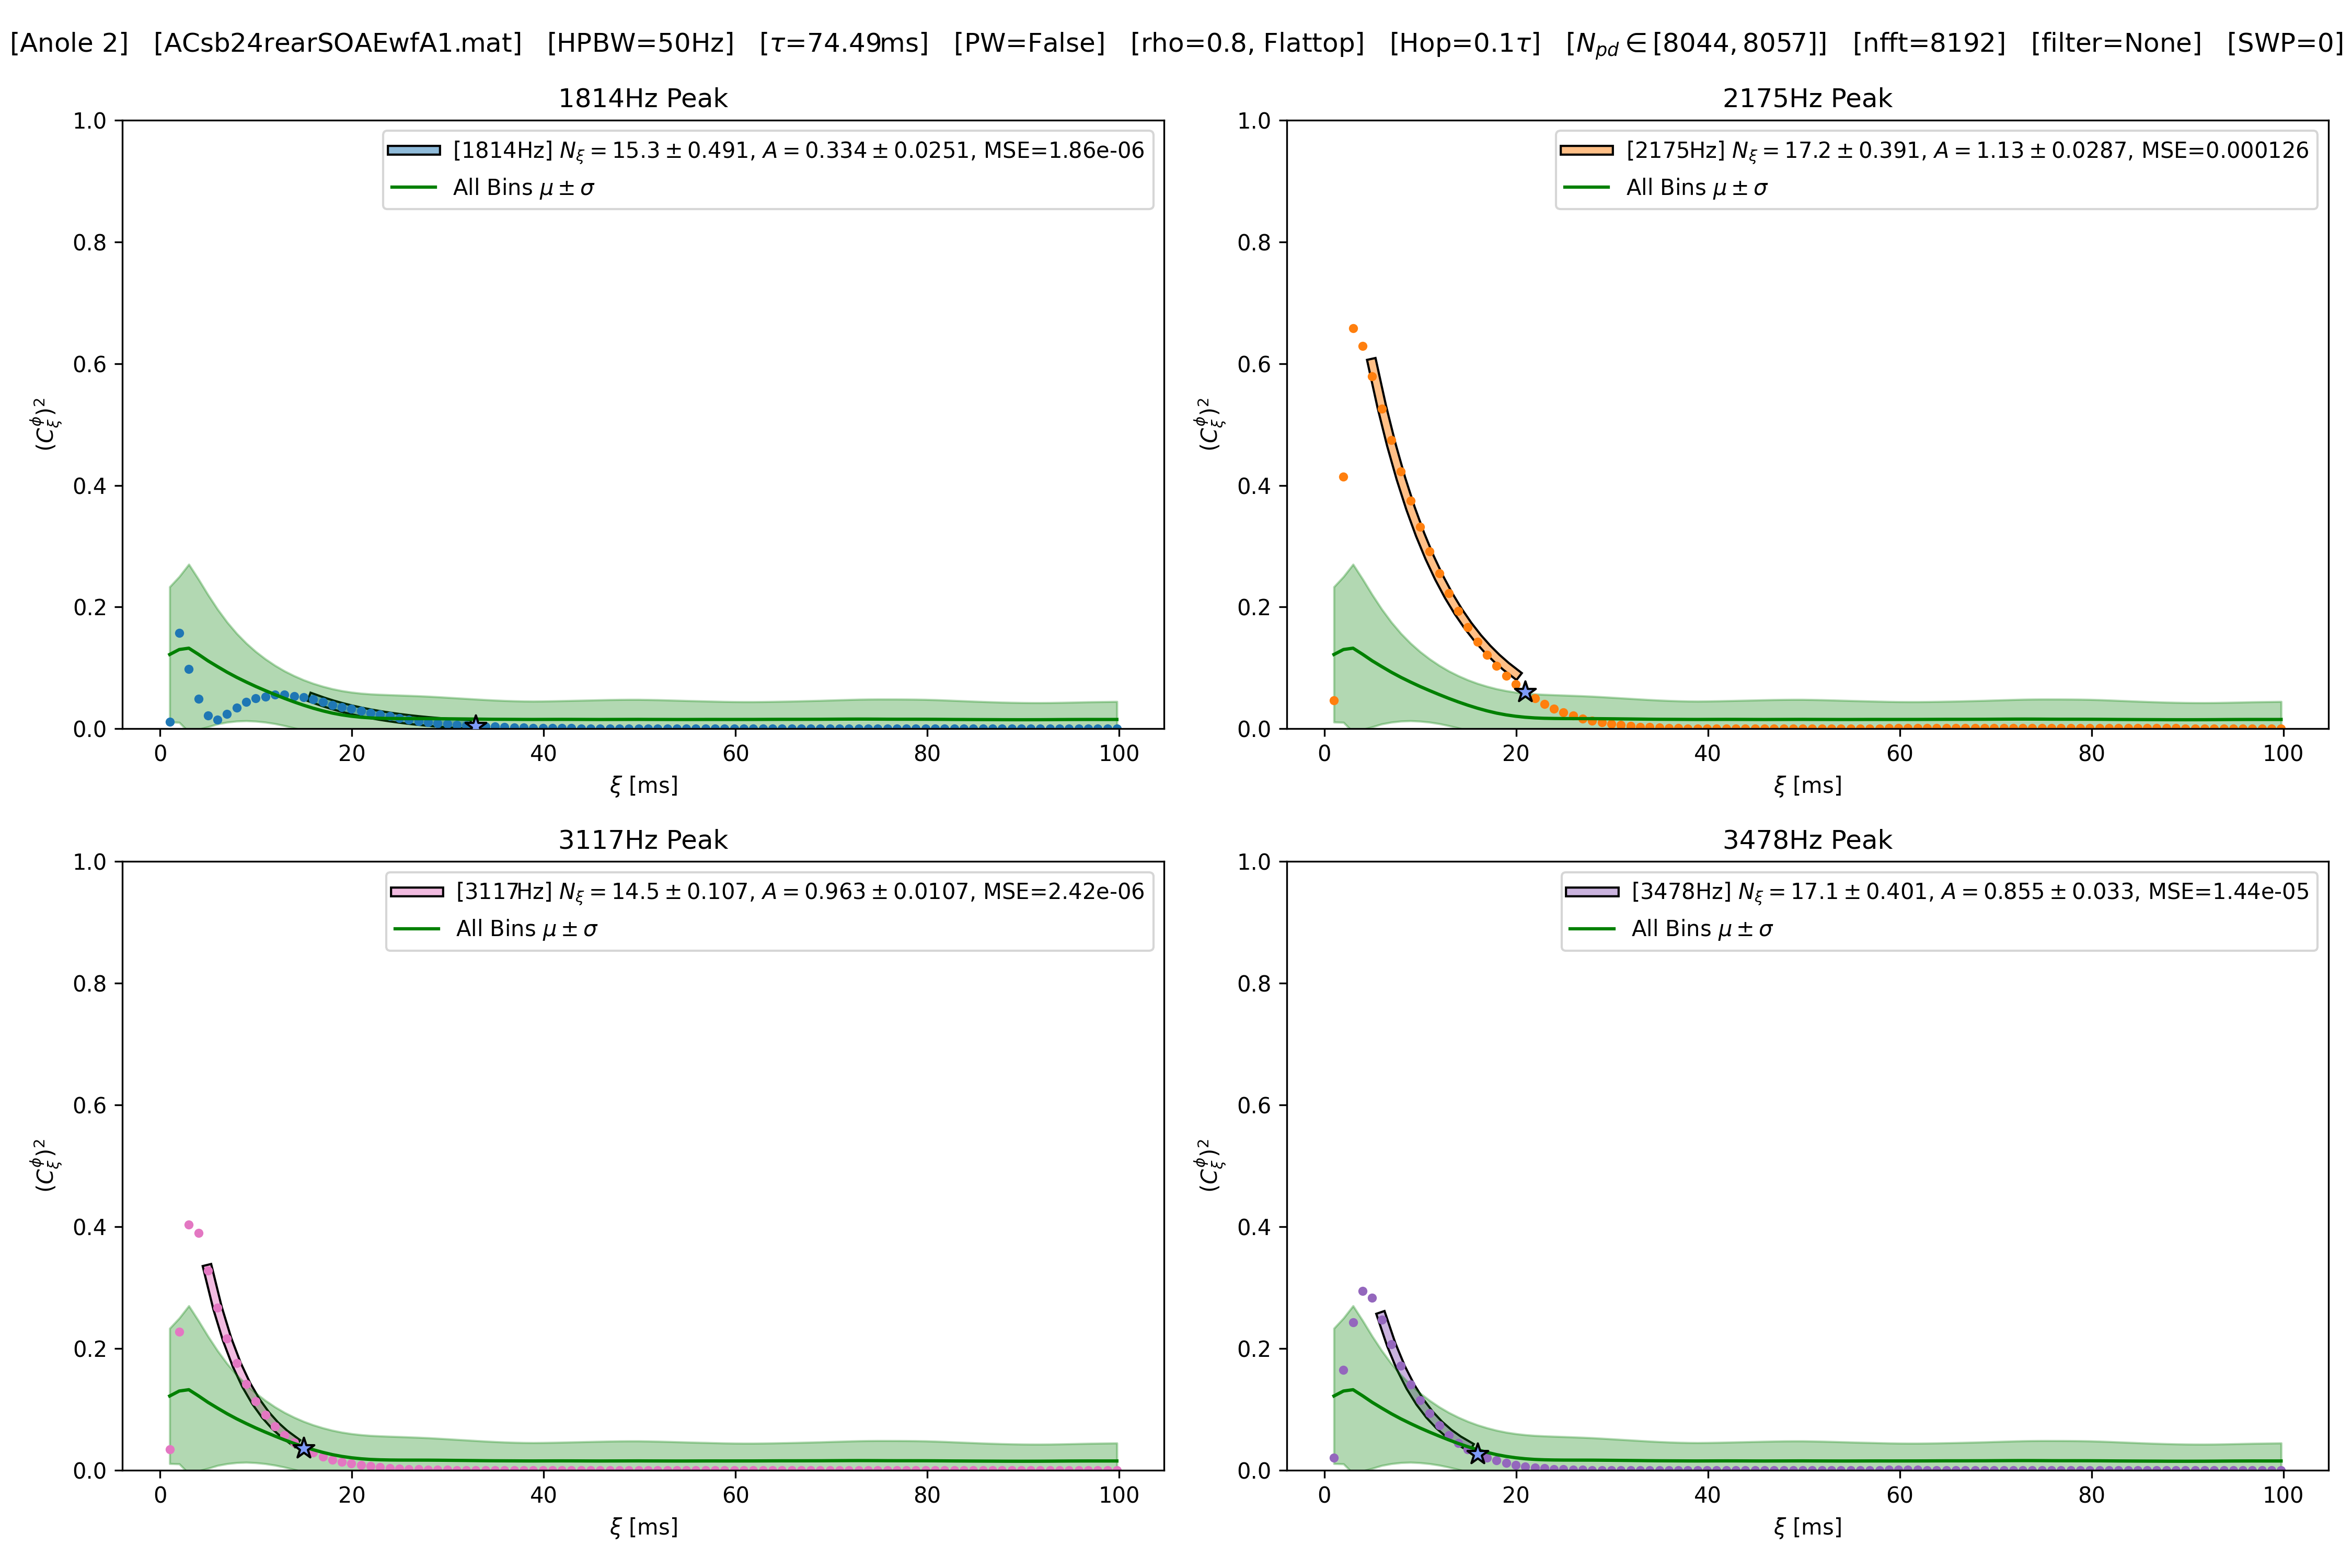 [Anole 2] [ACsb24rearSOAEwfA1.mat] [HPBW=50Hz] [τ=74.49ms] [PW=False] [rho=0.8, Flattop] [Hop=0.1τ] [N_pd ∈ [8044, 8057]] [nfft=8192] [filter=None] [SWP=0]
1814Hz Peak
[1814Hz] N_ξ = 15.3 ± 0.491, A = 0.334 ± 0.0251, MSE=1.86e-06
All Bins μ ± σ
(C_ξ^ϕ)^2
1.0
0.8
0.6
0.4
0.2
0.0
0 20 40 60 80 100
ξ [ms]
2175Hz Peak
[2175Hz] N_ξ = 17.2 ± 0.391, A = 1.13 ± 0.0287, MSE=0.000126
All Bins μ ± σ
(C_ξ^ϕ)^2
1.0
0.8
0.6
0.4
0.2
0.0
0 20 40 60 80 100
ξ [ms]
3117Hz Peak
[3117Hz] N_ξ = 14.5 ± 0.107, A = 0.963 ± 0.0107, MSE=2.42e-06
All Bins μ ± σ
(C_ξ^ϕ)^2
1.0
0.8
0.6
0.4
0.2
0.0
0 20 40 60 80 100
ξ [ms]
3478Hz Peak
[3478Hz] N_ξ = 17.1 ± 0.401, A = 0.855 ± 0.033, MSE=1.44e-05
All Bins μ ± σ
(C_ξ^ϕ)^2
1.0
0.8
0.6
0.4
0.2
0.0
0 20 40 60 80 100
ξ [ms]